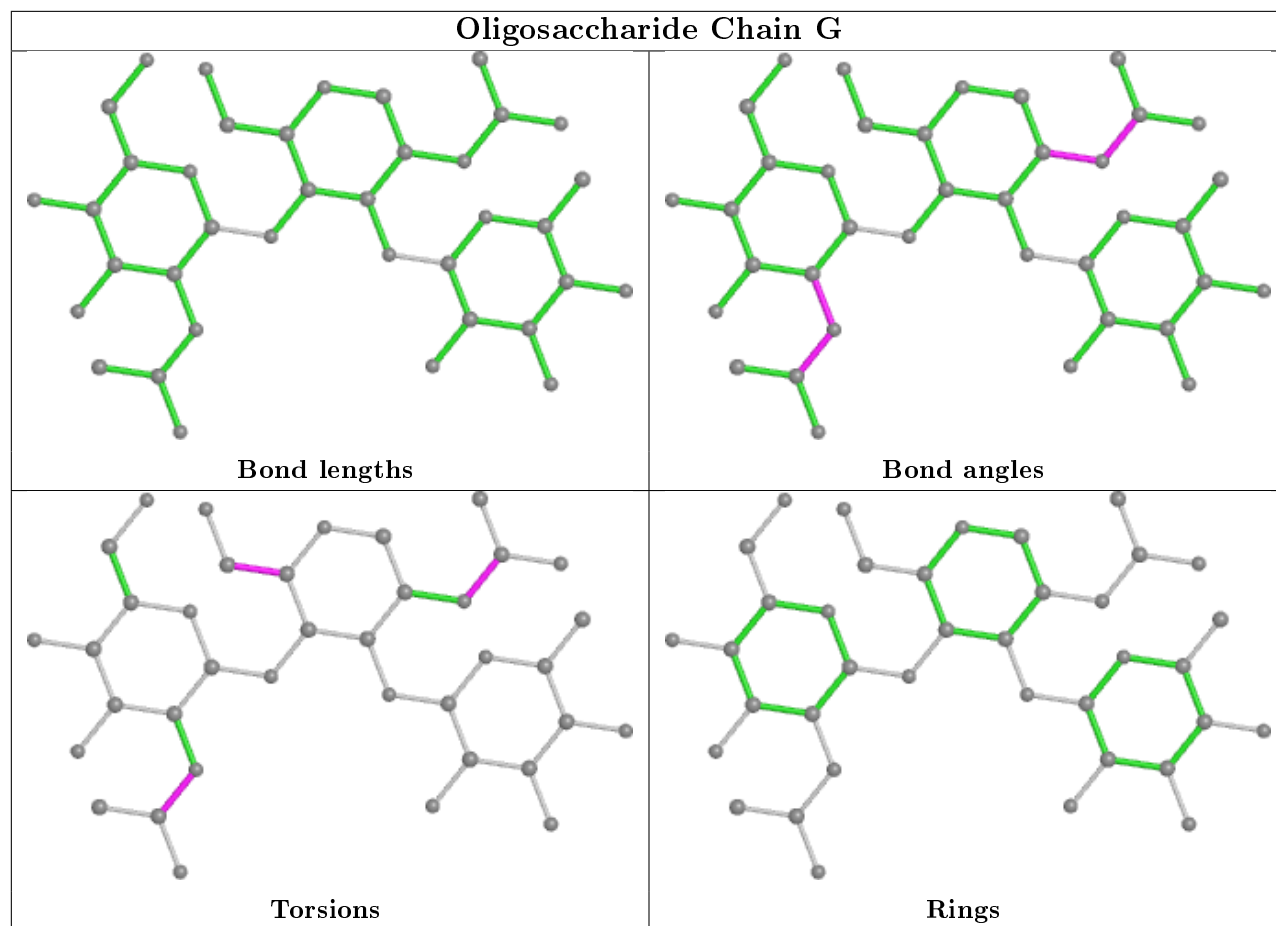 Oligosaccharide Chain G
Bond lengths
Bond angles
Torsions
Rings